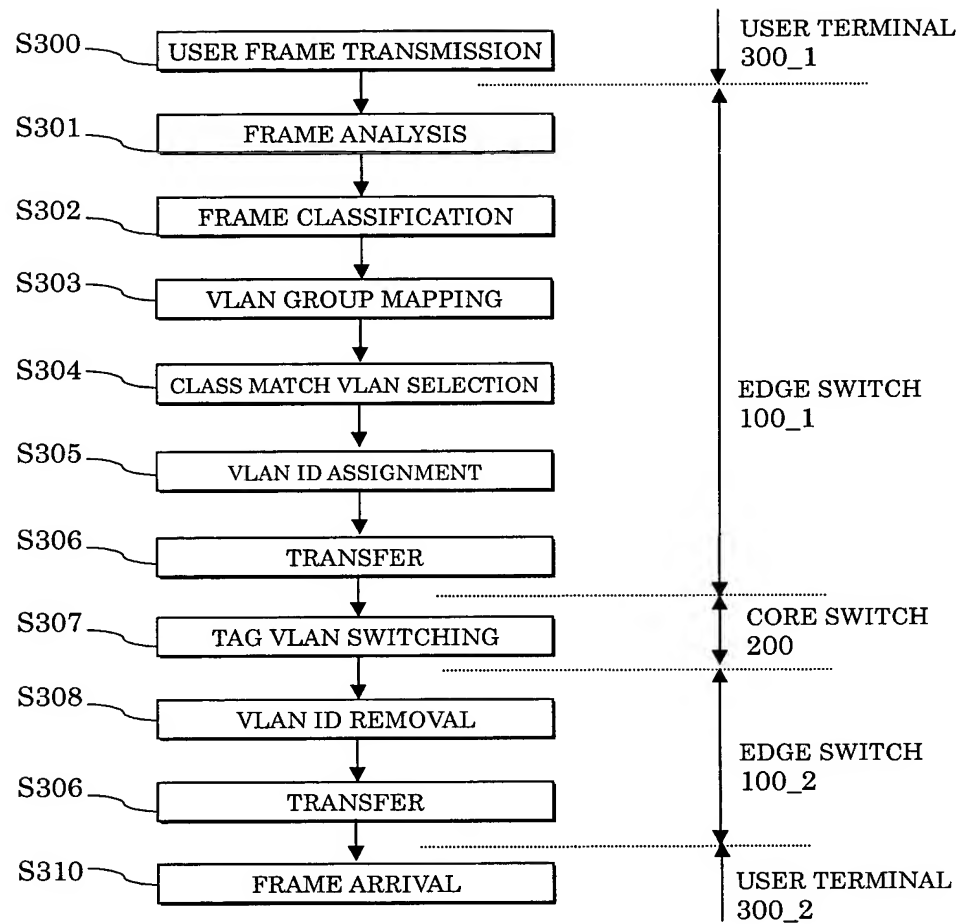 S300
USER FRAME TRANSMISSION
USER TERMINAL
300_1
S301
FRAME ANALYSIS
S302
FRAME CLASSIFICATION
S303
VLAN GROUP MAPPING
S304
CLASS MATCH VLAN SELECTION
EDGE SWITCH
100_1
S305
VLAN ID ASSIGNMENT
S306
TRANSFER
S307
TAG VLAN SWITCHING
CORE SWITCH
200
S308
VLAN ID REMOVAL
EDGE SWITCH
100_2
S306
TRANSFER
S310
FRAME ARRIVAL
USER TERMINAL
300_2